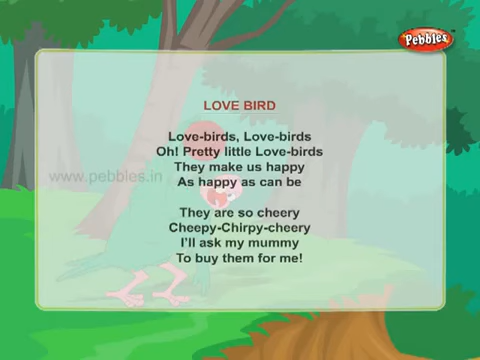 Pebbles
LOVE BIRD
Love-birds, Love-birds
Oh! Pretty little Love-birds
They make us happy
As happy as can be
www.pebbles.in
They are so cheery
Cheepy-Chirpy-cheery
I'll ask my mummy
To buy them for me!